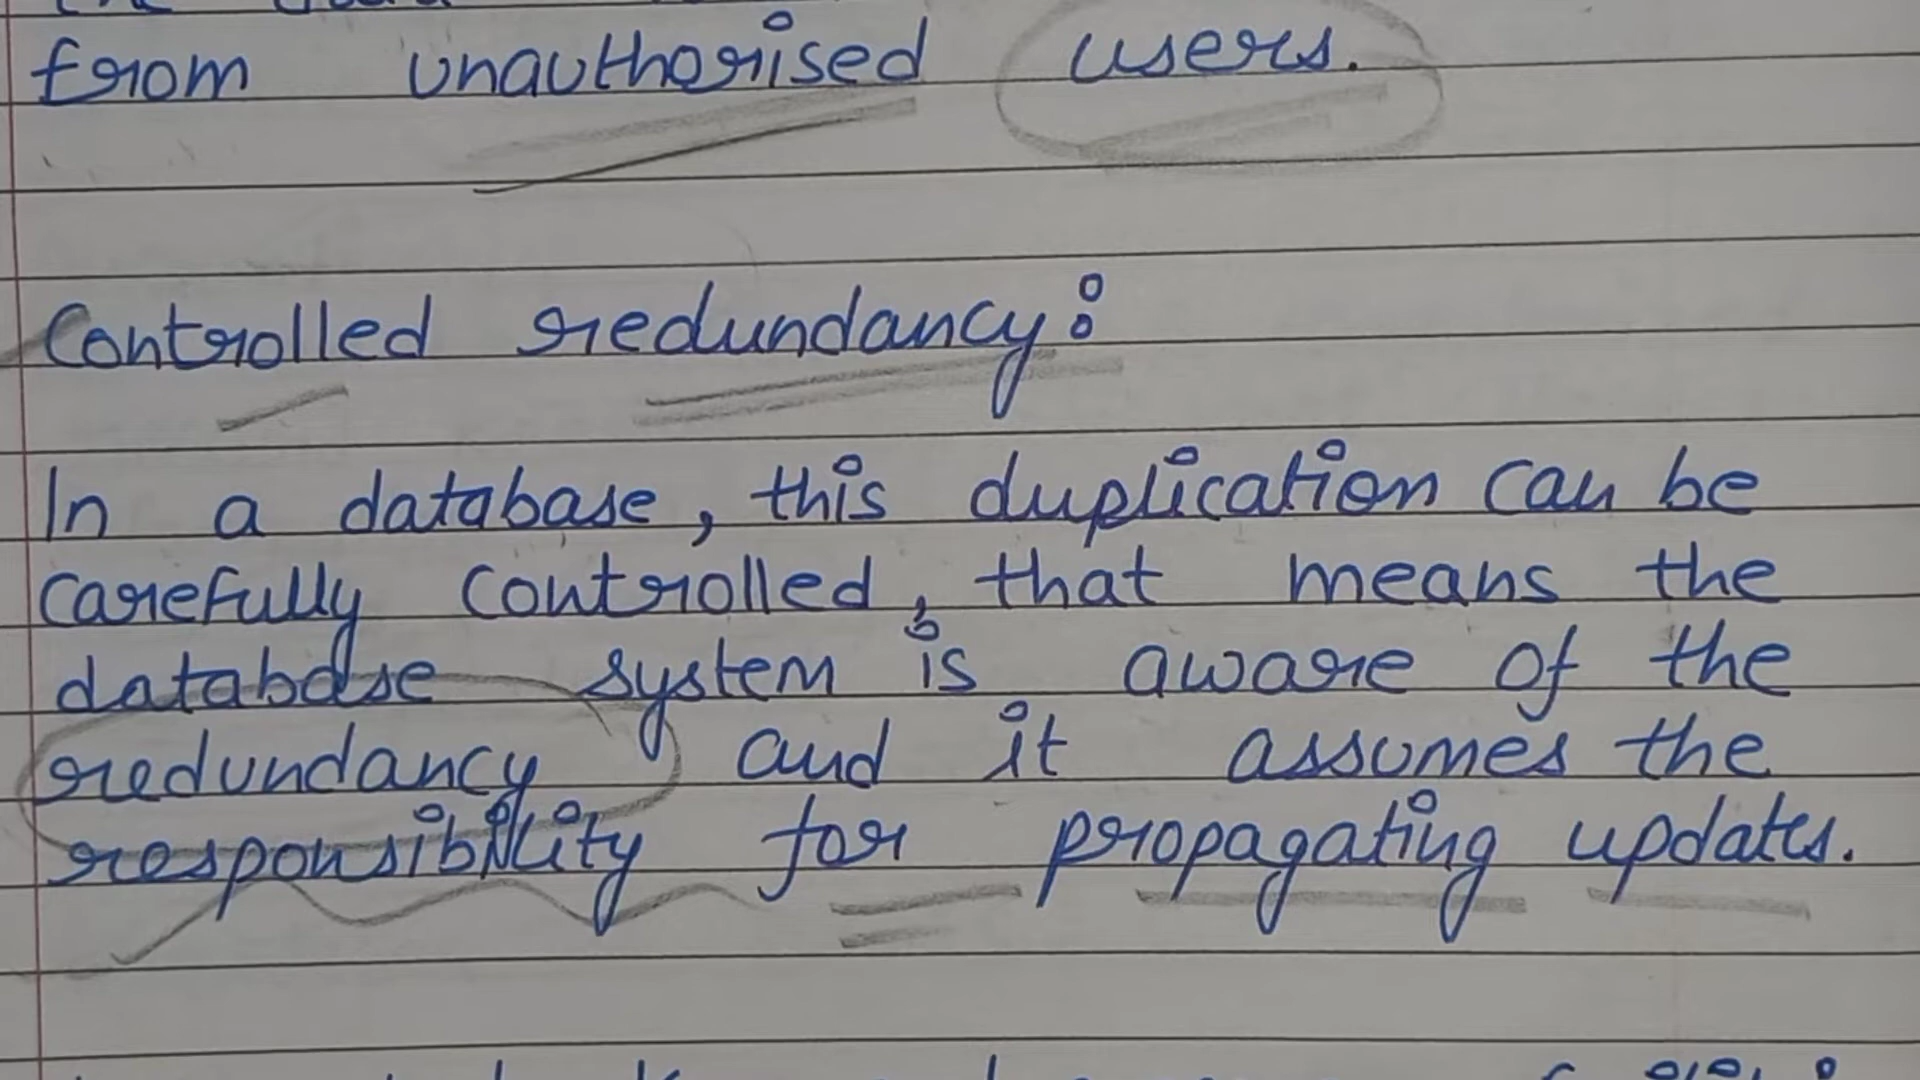 from unauthorised users.
Controlled redundancy:
In a database, this duplication can be
carefully controlled, that means the
database system is aware of the
redundancy and it assumes the
responsibility for propagating updates.